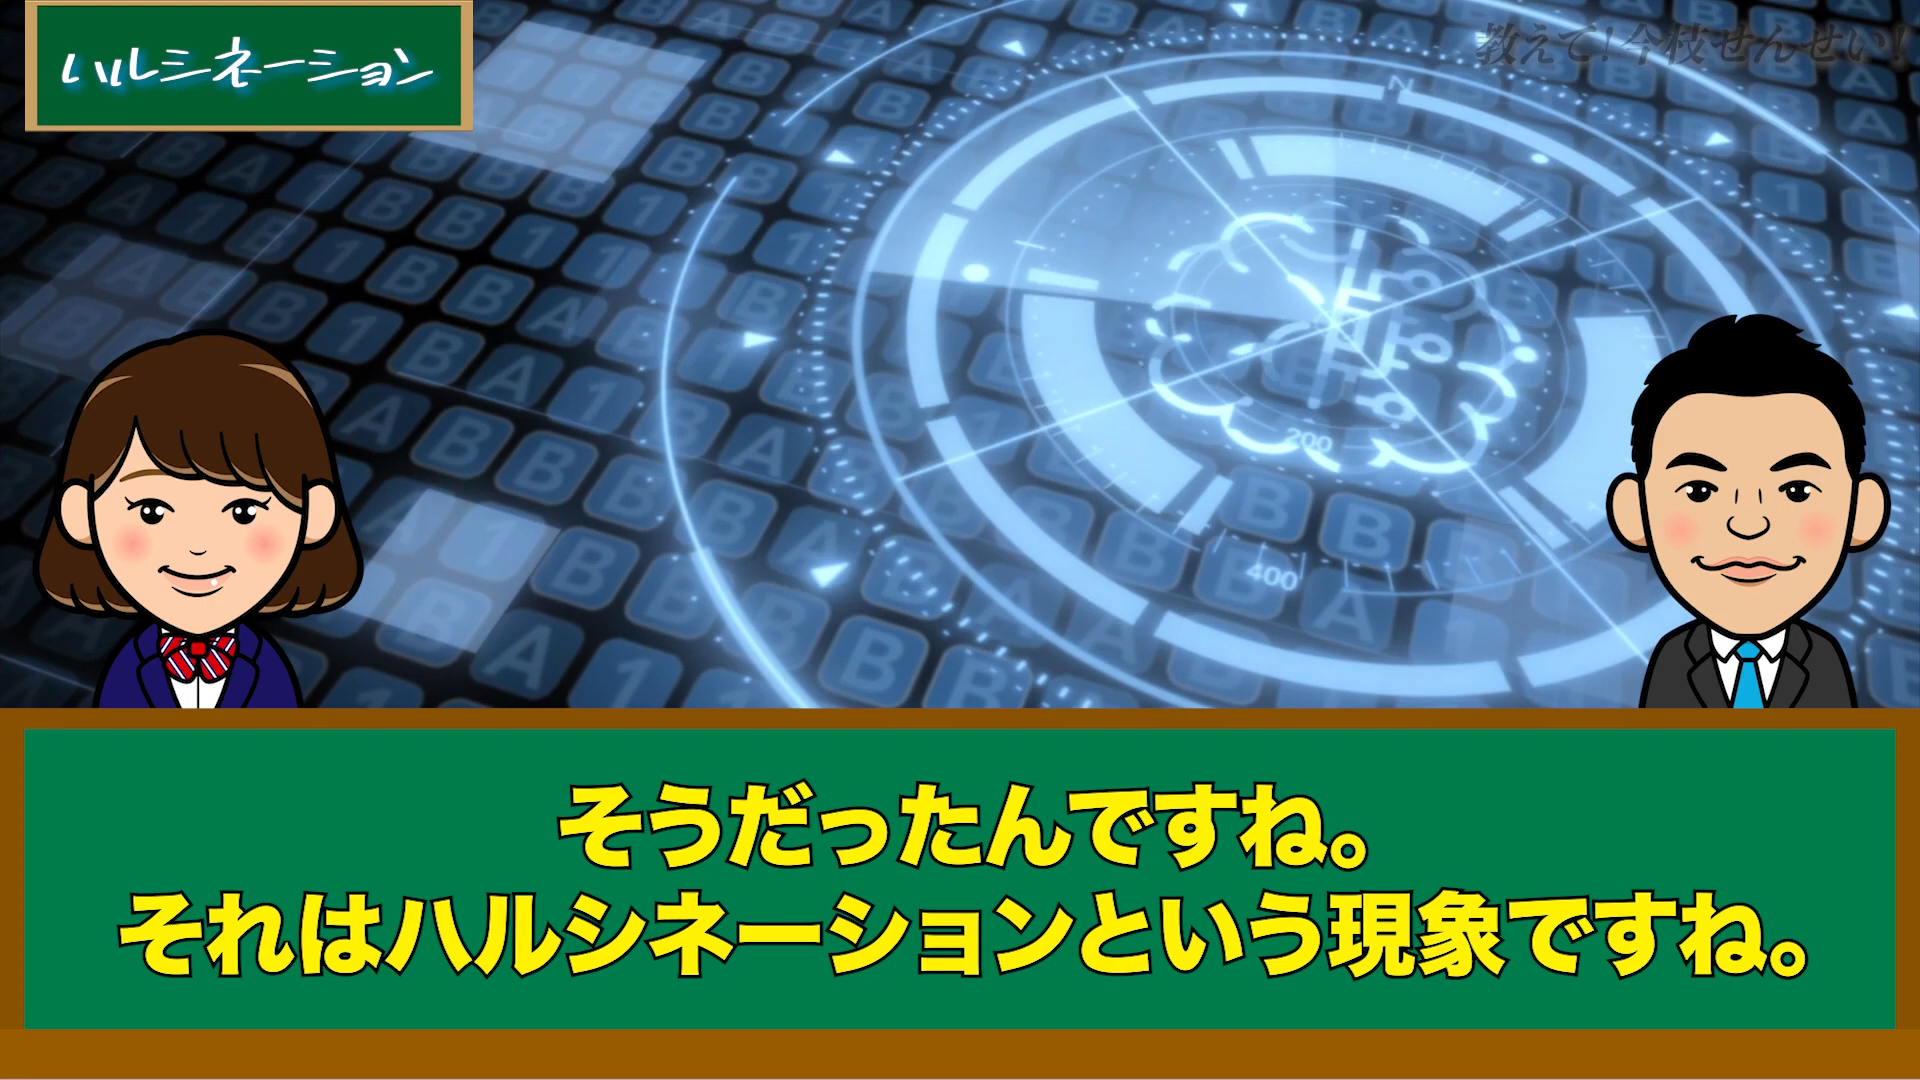 ハルシネーション
教えて!今枝せんせい!
N
200
400
そうだったんですね。
それはハルシネーションという現象ですね。